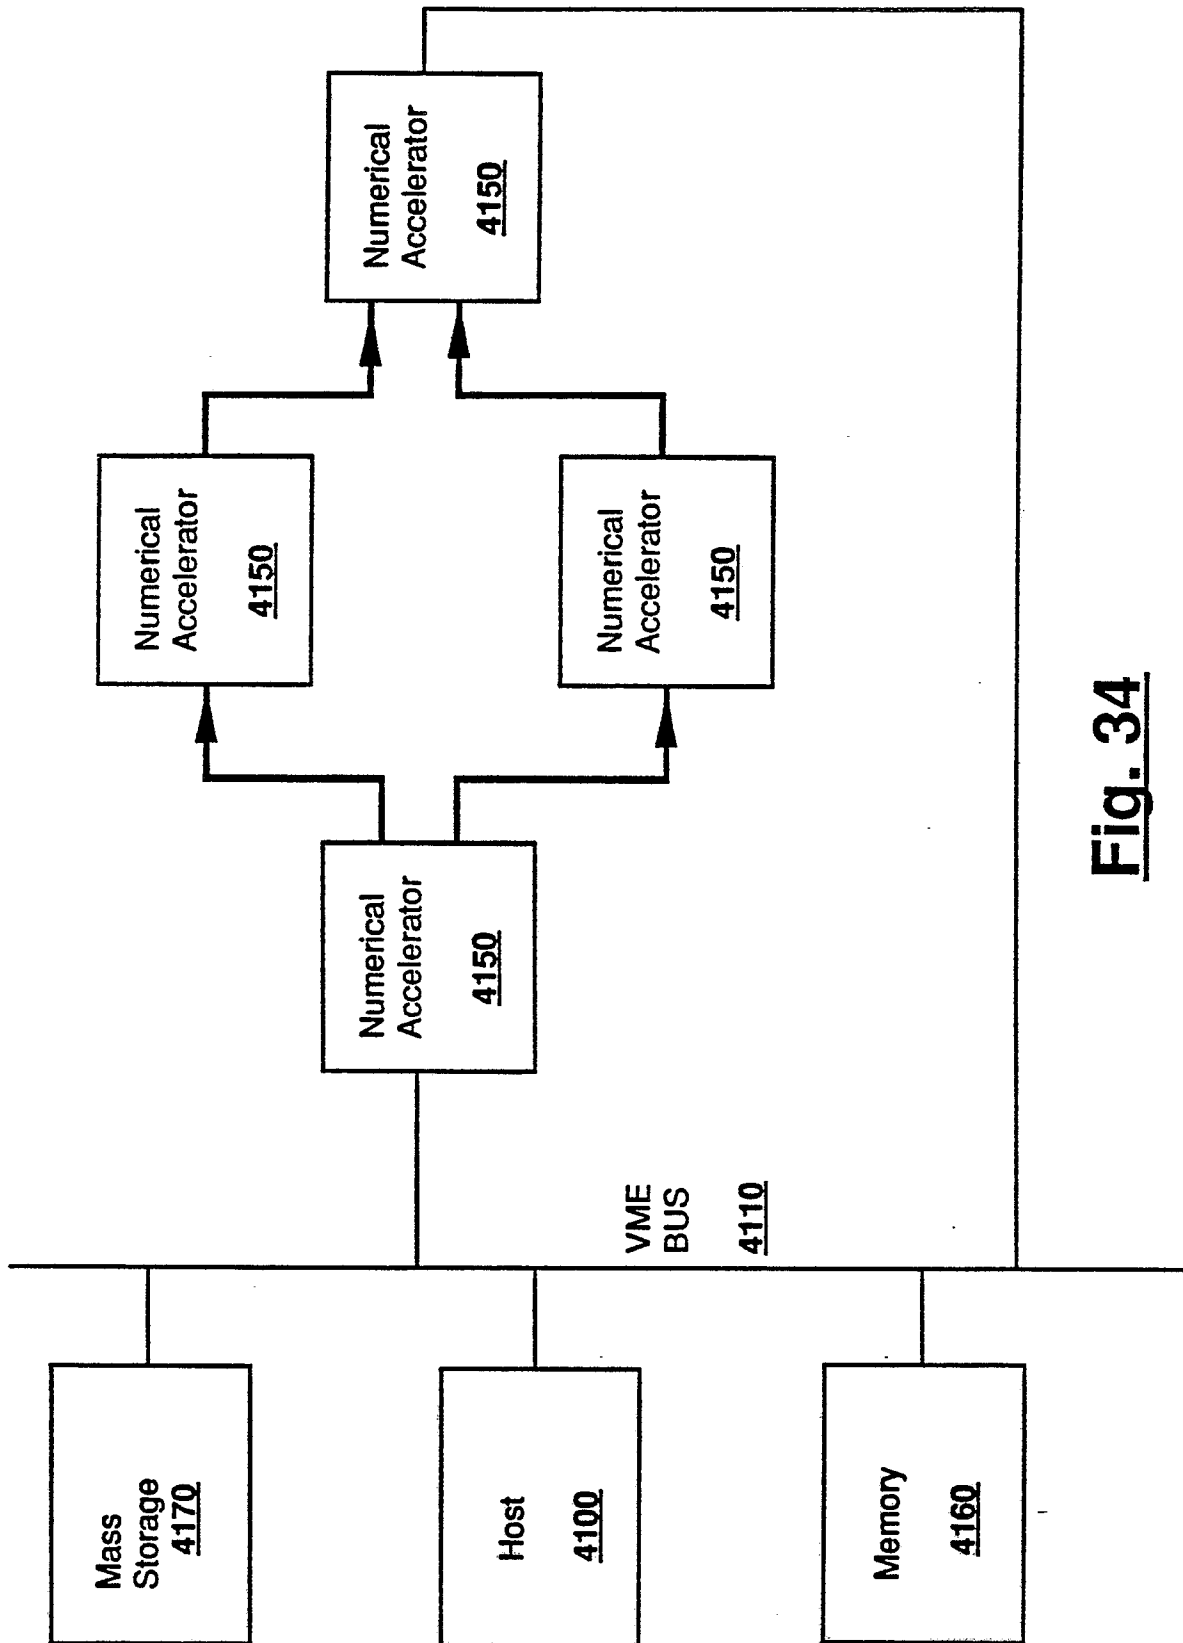 Mass
Storage
4170
Host
4100
Memory
4160
VME
BUS
4110
Numerical
Accelerator
4150
Numerical
Accelerator
4150
Numerical
Accelerator
4150
Numerical
Accelerator
4150
Fig. 34